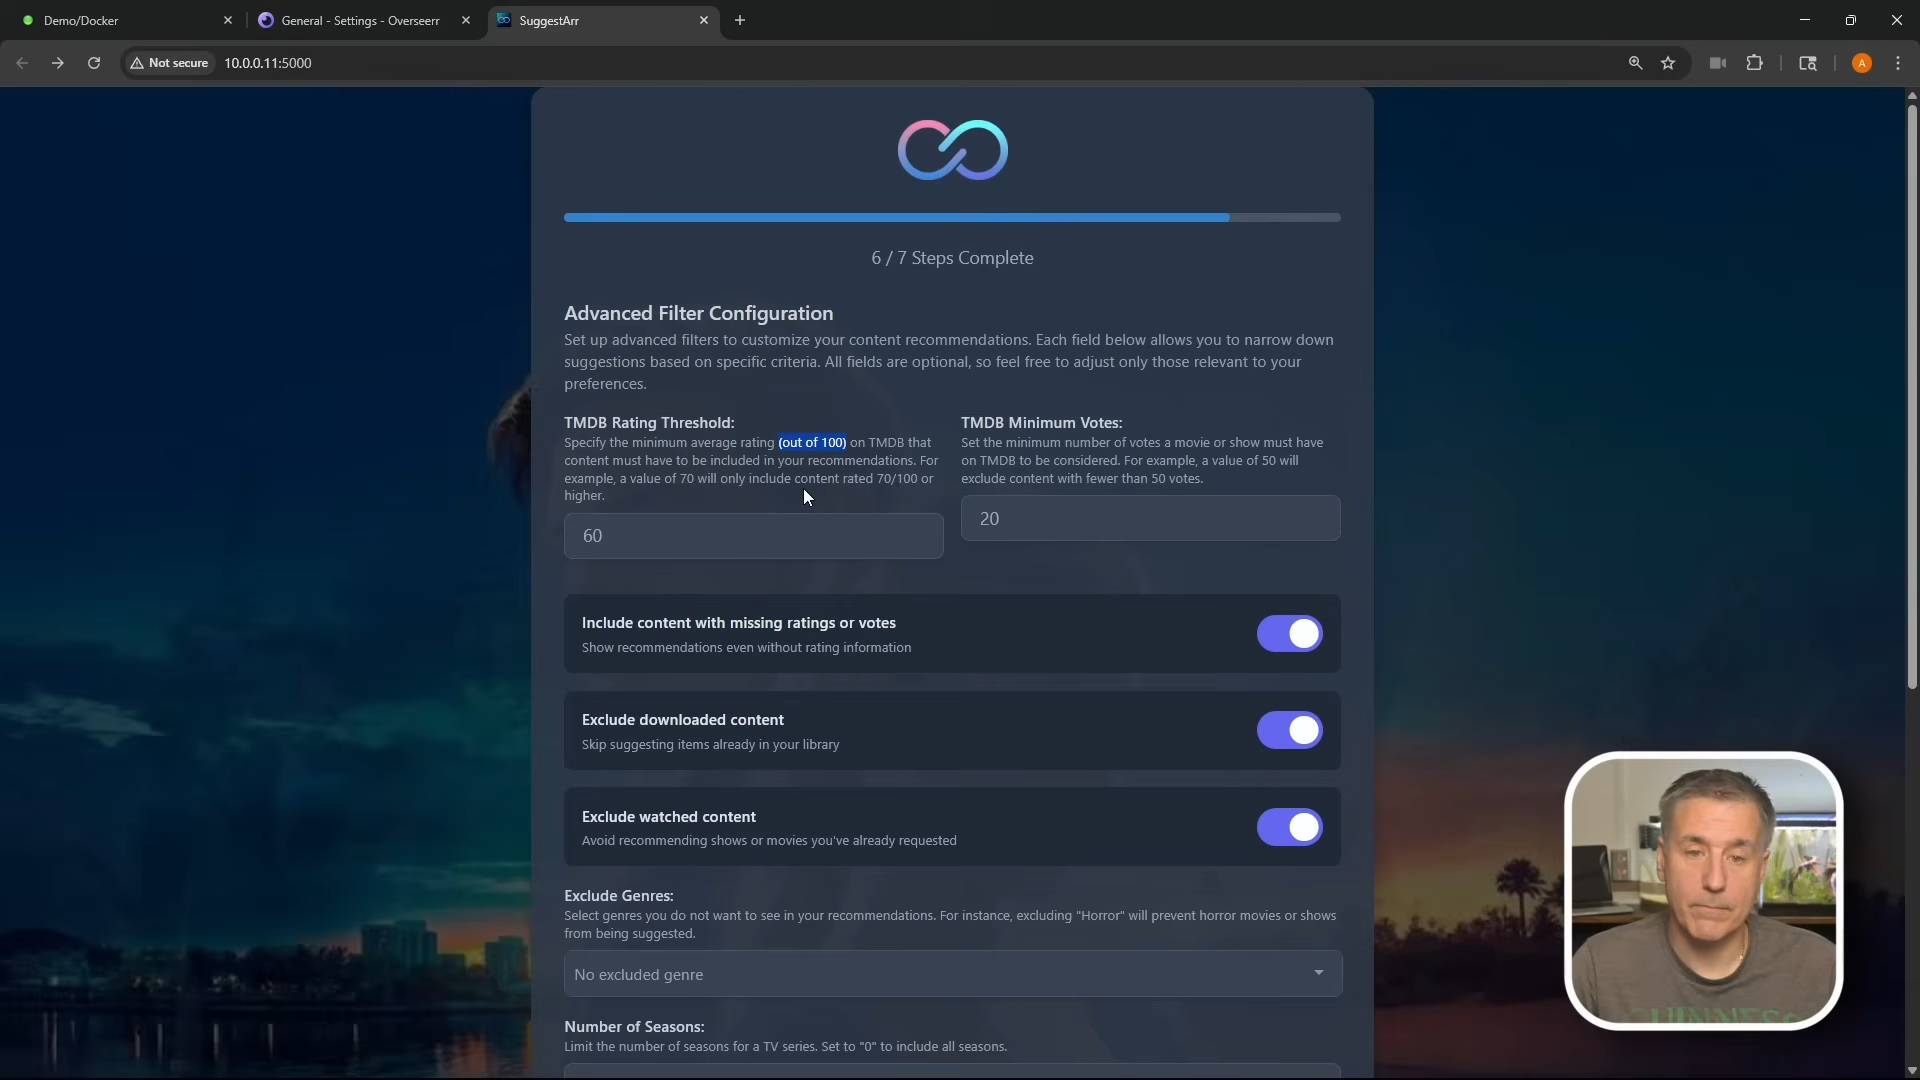 Demo/Docker
General - Settings - Overseerr
SuggestArr
Not secure
10.0.0.11:5000
A
6 / 7 Steps Complete
Advanced Filter Configuration
Set up advanced filters to customize your content recommendations. Each field below allows you to narrow down
suggestions based on specific criteria. All fields are optional, so feel free to adjust only those relevant to your
preferences.
TMDB Rating Threshold:
Specify the minimum average rating (out of 100) on TMDB that
content must have to be included in your recommendations. For
example, a value of 70 will only include content rated 70/100 or
higher.
60
TMDB Minimum Votes:
Set the minimum number of votes a movie or show must have
on TMDB to be considered. For example, a value of 50 will
exclude content with fewer than 50 votes.
20
Include content with missing ratings or votes
Show recommendations even without rating information
Exclude downloaded content
Skip suggesting items already in your library
Exclude watched content
Avoid recommending shows or movies you've already requested
Exclude Genres:
Select genres you do not want to see in your recommendations. For instance, excluding "Horror" will prevent horror movies or shows
from being suggested.
No excluded genre
Number of Seasons:
Limit the number of seasons for a TV series. Set to "0" to include all seasons.